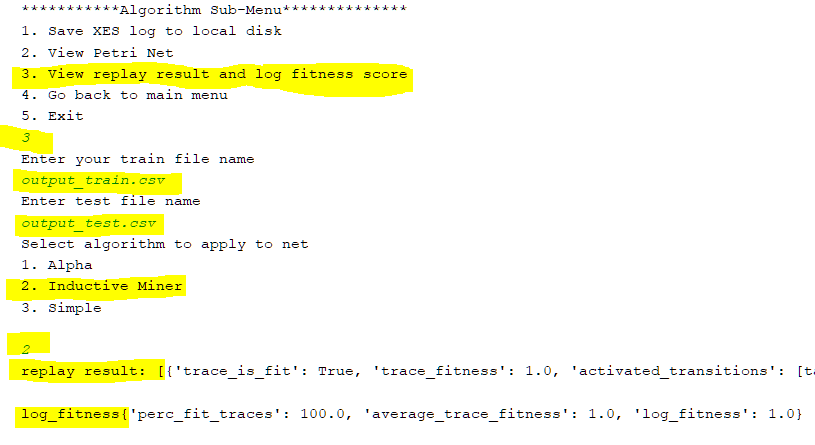 ***********Algorithm Sub-Menu**************
1. Save XES log to local disk
2. View Petri Net
3. View replay result and log fitness score
4. Go back to main menu
5. Exit
3
Enter your train file name
output_train.csv
Enter test file name
output_test.csv
Select algorithm to apply to net
1. Alpha
2. Inductive Miner
3. Simple
2
replay result: [{'trace_is_fit': True, 'trace_fitness': 1.0, 'activated_transitions': [ta
log_fitness{'perc_fit_traces': 100.0, 'average_trace_fitness': 1.0, 'log_fitness': 1.0}